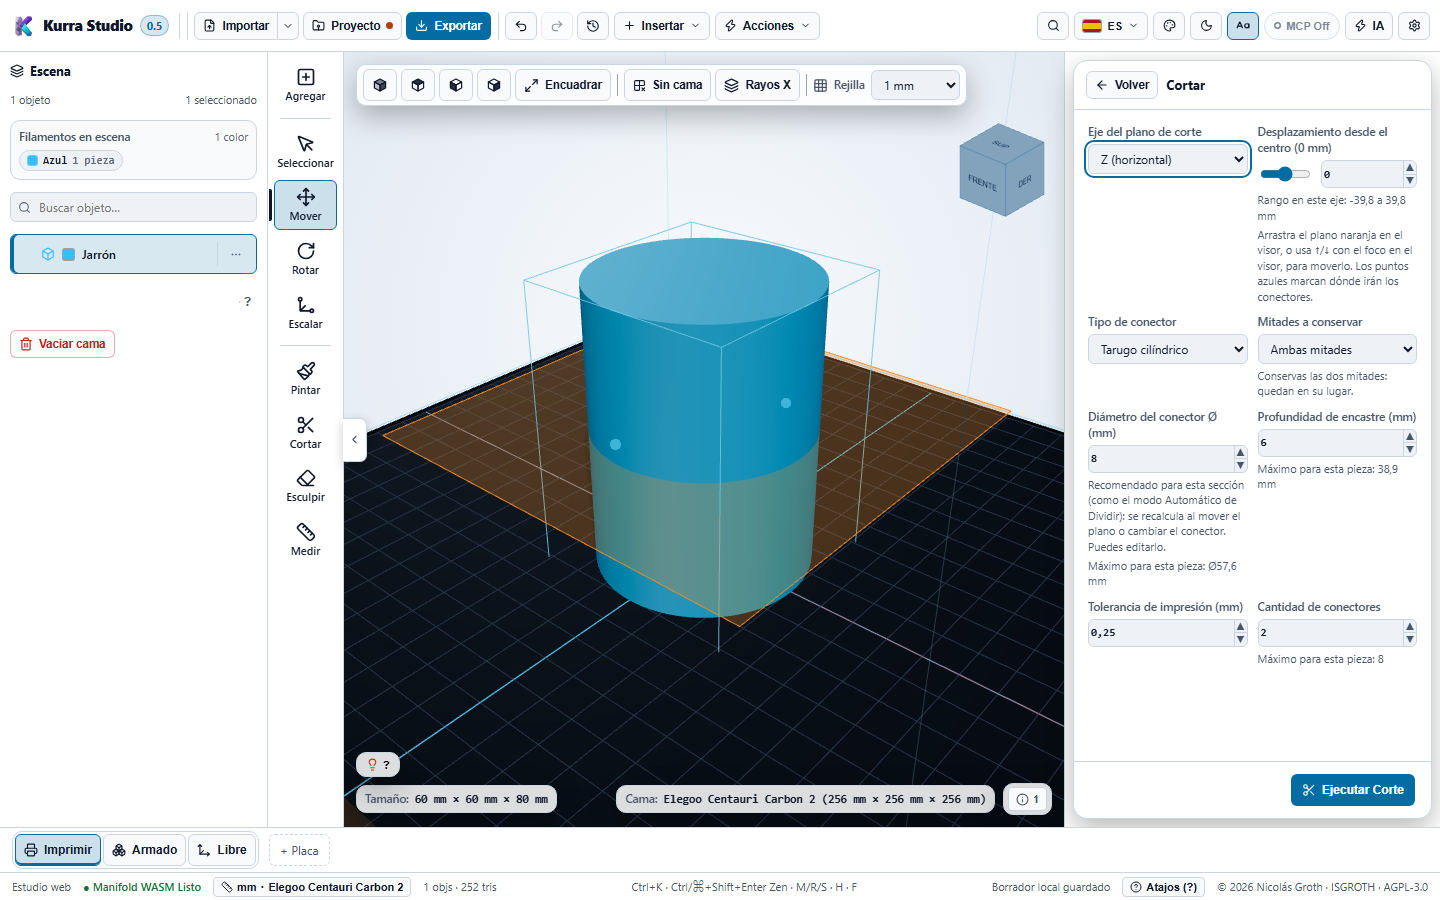 Kurra Studio 0.5
Importar
Proyecto
Exportar
Insertar
Acciones
ES
MCP Off
IA
Escena
1 objeto
1 seleccionado
Filamentos en escena
1 color
Azul 1 pieza
Buscar objeto...
Jarrón
?
Vaciar cama
Agregar
Seleccionar
Mover
Rotar
Escalar
Pintar
Cortar
Esculpir
Medir
Encuadrar
Sin cama
Rayos X
Rejilla
1 mm
FRENTE
DER
?
Tamaño: 60 mm × 60 mm × 80 mm
Cama: Elegoo Centauri Carbon 2 (256 mm × 256 mm × 256 mm)
1
Volver
Cortar
Eje del plano de corte
Z (horizontal)
Desplazamiento desde el
centro (0 mm)
0
Rango en este eje: -39,8 a 39,8
mm
Arrastra el plano naranja en el
visor, o usa ↑/↓ con el foco en el
visor, para moverlo. Los puntos
azules marcan dónde irán los
conectores.
Tipo de conector
Tarugo cilíndrico
Mitades a conservar
Ambas mitades
Conservas las dos mitades:
quedan en su lugar.
Diámetro del conector Ø
(mm)
8
Recomendado para esta sección
(como el modo Automático de
Dividir): se recalcula al mover el
plano o cambiar el conector.
Puedes editarlo.
Máximo para esta pieza: Ø57,6
mm
Profundidad de encastre (mm)
6
Máximo para esta pieza: 38,9
mm
Tolerancia de impresión (mm)
0,25
Cantidad de conectores
2
Máximo para esta pieza: 8
Ejecutar Corte
Imprimir
Armado
Libre
+ Placa
Estudio web
● Manifold WASM Listo
mm · Elegoo Centauri Carbon 2
1 objs · 252 tris
Ctrl+K · Ctrl/⌘+Shift+Enter Zen · M/R/S · H · F
Borrador local guardado
Atajos (?)
© 2026 Nicolás Groth · ISGROTH · AGPL-3.0